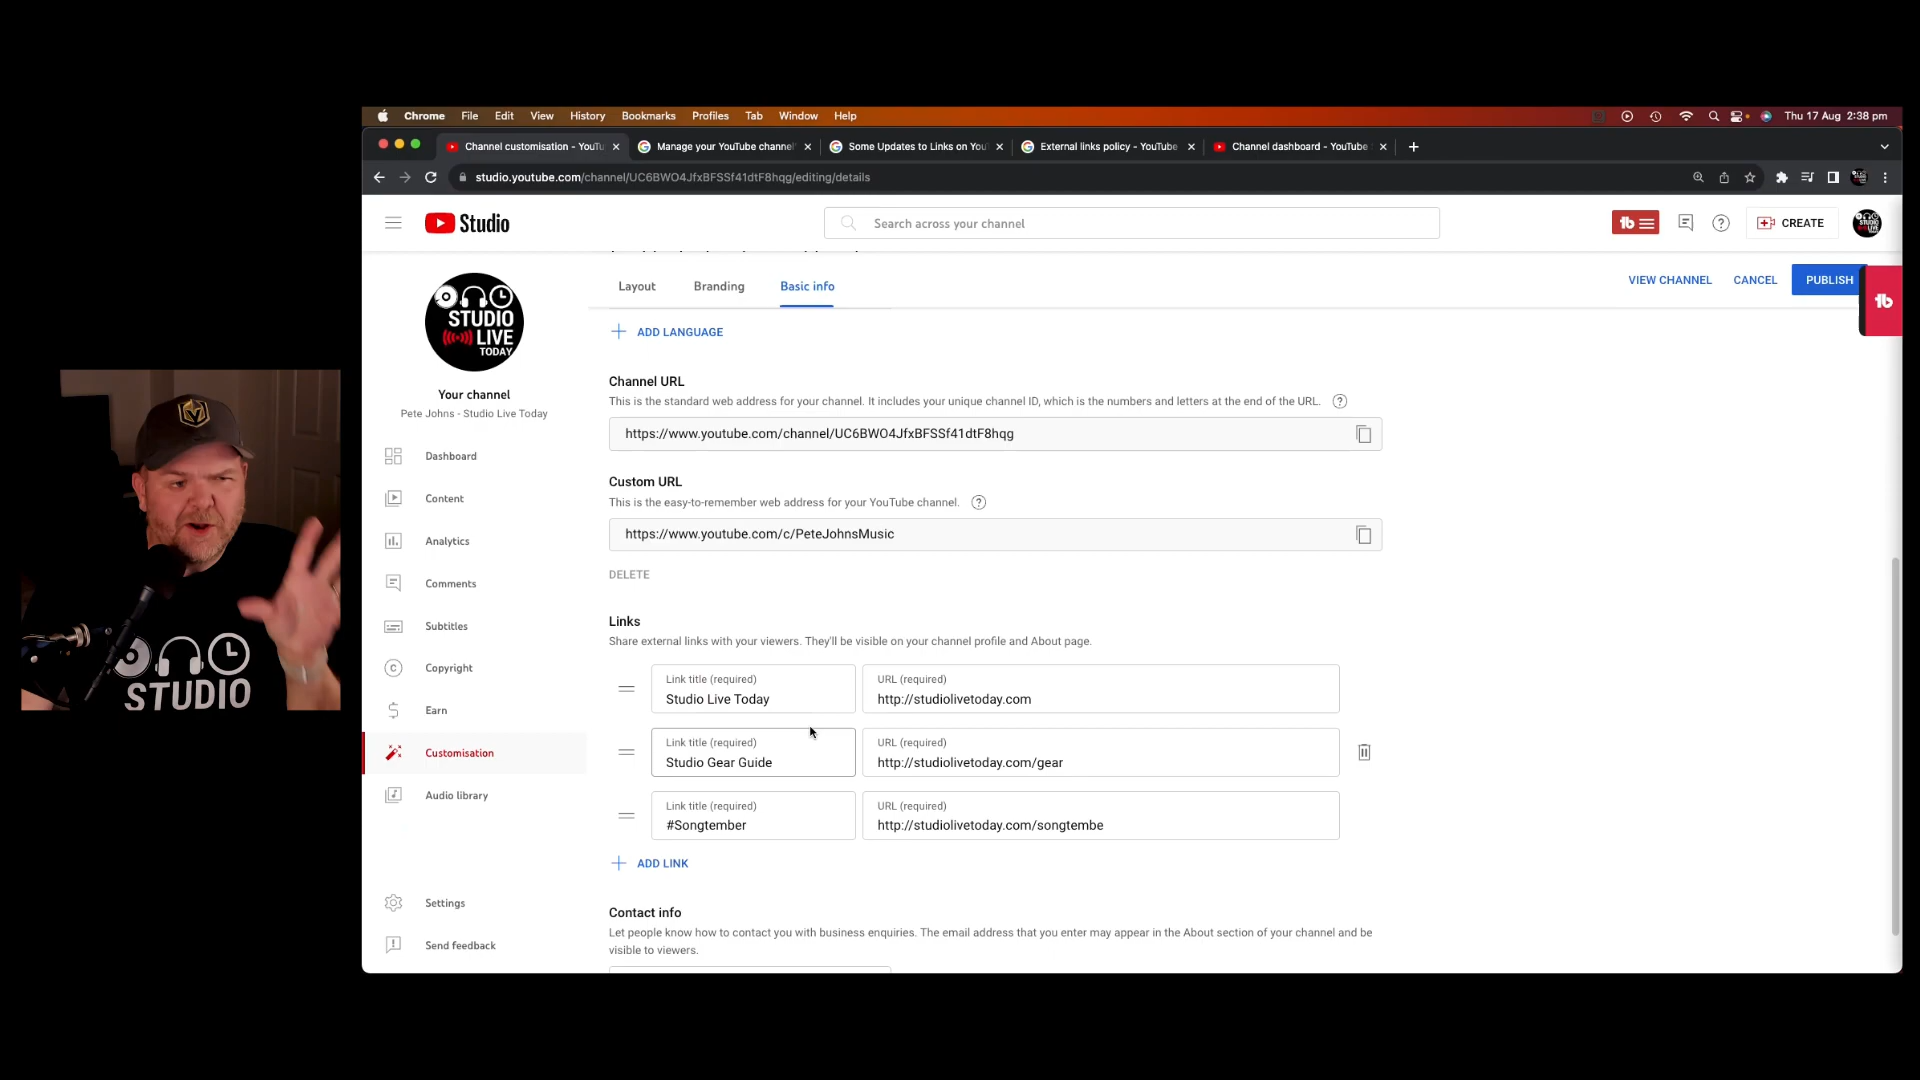 Chrome File Edit View History Bookmarks Profiles Tab Window Help
Thu 17 Aug 2:38 pm
Channel customisation - YouTu
Manage your YouTube channel
Some Updates to Links on You
External links policy - YouTube
Channel dashboard - YouTube
studio.youtube.com/channel/UC6BWO4JfxBFSSf41dtF8hqg/editing/details
Studio
Search across your channel
CREATE
Layout
Branding
Basic info
VIEW CHANNEL
CANCEL
PUBLISH
STUDIO
LIVE
TODAY
Your channel
Pete Johns - Studio Live Today
Dashboard
Content
Analytics
Comments
Subtitles
Copyright
Earn
Customisation
Audio library
Settings
Send feedback
ADD LANGUAGE
Channel URL
This is the standard web address for your channel. It includes your unique channel ID, which is the numbers and letters at the end of the URL.
https://www.youtube.com/channel/UC6BWO4JfxBFSSf41dtF8hqg
Custom URL
This is the easy-to-remember web address for your YouTube channel.
https://www.youtube.com/c/PeteJohnsMusic
DELETE
Links
Share external links with your viewers. They'll be visible on your channel profile and About page.
Link title (required)
Studio Live Today
URL (required)
http://studiolivetoday.com
Link title (required)
Studio Gear Guide
URL (required)
http://studiolivetoday.com/gear
Link title (required)
#Songtember
URL (required)
http://studiolivetoday.com/songtembe
ADD LINK
Contact info
Let people know how to contact you with business enquiries. The email address that you enter may appear in the About section of your channel and be
visible to viewers.
STUDIO